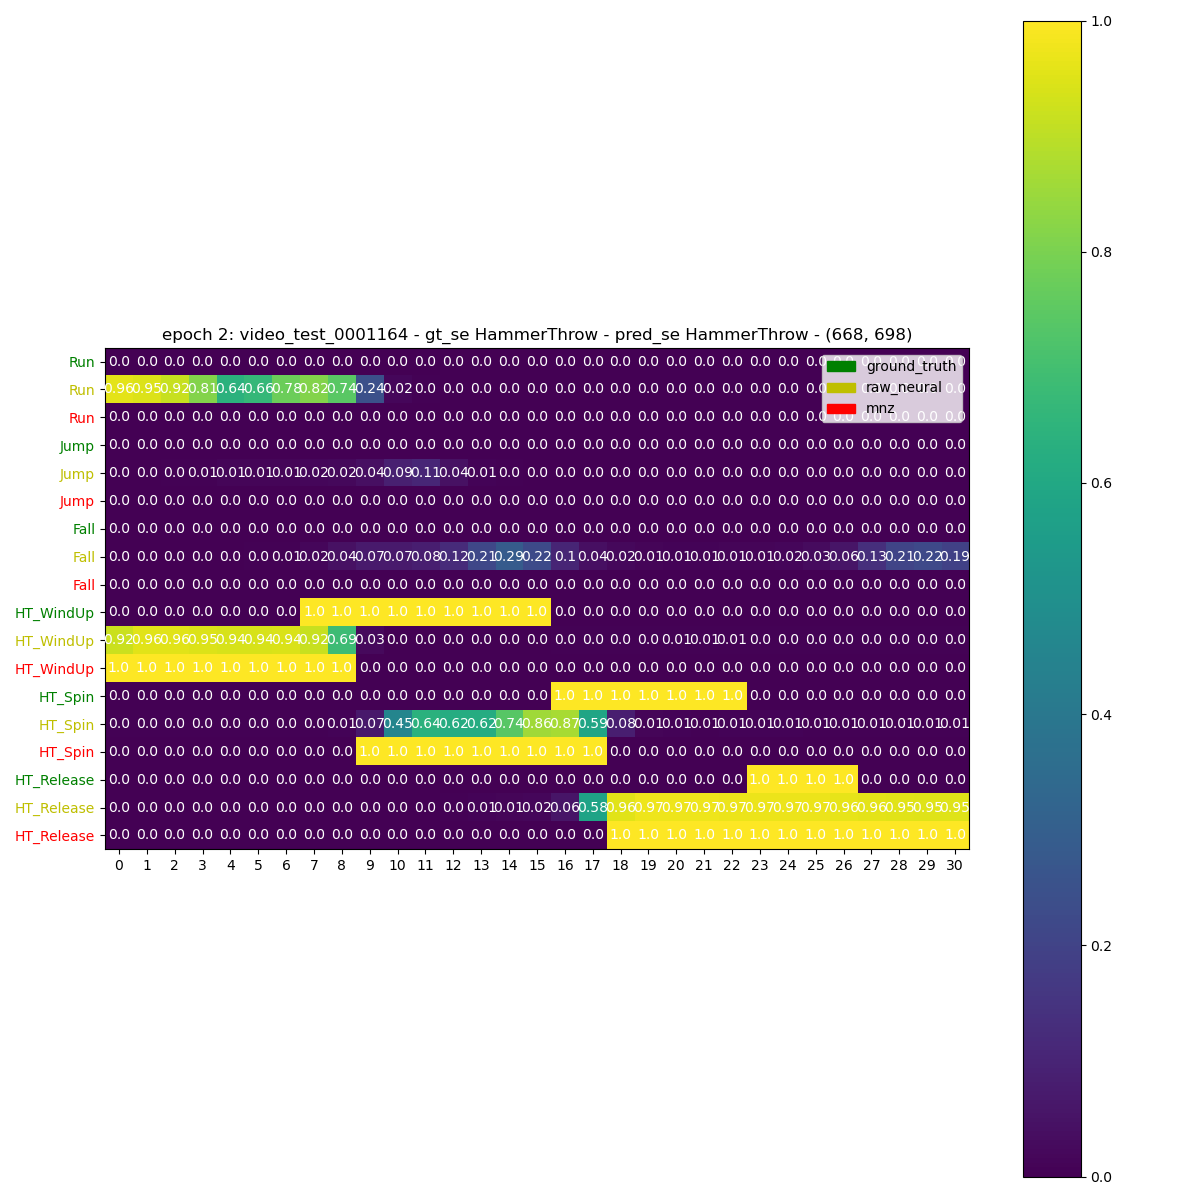 epoch 2: video_test_0001164 - gt_se HammerThrow - pred_se HammerThrow - (668, 698)
Run 0.0 0.0 0.0 0.0 0.0 0.0 0.0 0.0 0.0 0.0 0.0 0.0 0.0 0.0 0.0 0.0 0.0 0.0 0.0 0.0 0.0 0.0 0.0 0.0 0.0
ground_truth
Run 0.96 0.95 0.92 0.81 0.64 0.66 0.78 0.82 0.74 0.24 0.02 0.0 0.0 0.0 0.0 0.0 0.0 0.0 0.0 0.0 0.0 0.0 0.0 0.0 0.0
raw_neural
Run 0.0 0.0 0.0 0.0 0.0 0.0 0.0 0.0 0.0 0.0 0.0 0.0 0.0 0.0 0.0 0.0 0.0 0.0 0.0 0.0 0.0 0.0 0.0 0.0 0.0
mnz
Jump 0.0 0.0 0.0 0.0 0.0 0.0 0.0 0.0 0.0 0.0 0.0 0.0 0.0 0.0 0.0 0.0 0.0 0.0 0.0 0.0 0.0 0.0 0.0 0.0 0.0 0.0 0.0 0.0 0.0 0.0 0.0
Jump 0.0 0.0 0.0 0.01 0.01 0.01 0.01 0.02 0.02 0.04 0.09 0.11 0.04 0.01 0.0 0.0 0.0 0.0 0.0 0.0 0.0 0.0 0.0 0.0 0.0 0.0 0.0 0.0 0.0 0.0 0.0
Jump 0.0 0.0 0.0 0.0 0.0 0.0 0.0 0.0 0.0 0.0 0.0 0.0 0.0 0.0 0.0 0.0 0.0 0.0 0.0 0.0 0.0 0.0 0.0 0.0 0.0 0.0 0.0 0.0 0.0 0.0 0.0
Fall 0.0 0.0 0.0 0.0 0.0 0.0 0.0 0.0 0.0 0.0 0.0 0.0 0.0 0.0 0.0 0.0 0.0 0.0 0.0 0.0 0.0 0.0 0.0 0.0 0.0 0.0 0.0 0.0 0.0 0.0 0.0
Fall 0.0 0.0 0.0 0.0 0.0 0.0 0.01 0.02 0.04 0.07 0.07 0.08 0.12 0.21 0.29 0.22 0.1 0.04 0.02 0.01 0.01 0.01 0.01 0.01 0.02 0.03 0.06 0.13 0.21 0.22 0.19
Fall 0.0 0.0 0.0 0.0 0.0 0.0 0.0 0.0 0.0 0.0 0.0 0.0 0.0 0.0 0.0 0.0 0.0 0.0 0.0 0.0 0.0 0.0 0.0 0.0 0.0 0.0 0.0 0.0 0.0 0.0 0.0
HT_WindUp 0.0 0.0 0.0 0.0 0.0 0.0 0.0 1.0 1.0 1.0 1.0 1.0 1.0 1.0 1.0 1.0 0.0 0.0 0.0 0.0 0.0 0.0 0.0 0.0 0.0 0.0 0.0 0.0 0.0 0.0 0.0
HT_WindUp 0.92 0.96 0.96 0.95 0.94 0.94 0.94 0.92 0.69 0.03 0.0 0.0 0.0 0.0 0.0 0.0 0.0 0.0 0.0 0.0 0.01 0.01 0.01 0.0 0.0 0.0 0.0 0.0 0.0 0.0 0.0
HT_WindUp 1.0 1.0 1.0 1.0 1.0 1.0 1.0 1.0 1.0 0.0 0.0 0.0 0.0 0.0 0.0 0.0 0.0 0.0 0.0 0.0 0.0 0.0 0.0 0.0 0.0 0.0 0.0 0.0 0.0 0.0 0.0
HT_Spin 0.0 0.0 0.0 0.0 0.0 0.0 0.0 0.0 0.0 0.0 0.0 0.0 0.0 0.0 0.0 0.0 1.0 1.0 1.0 1.0 1.0 1.0 1.0 0.0 0.0 0.0 0.0 0.0 0.0 0.0 0.0
HT_Spin 0.0 0.0 0.0 0.0 0.0 0.0 0.0 0.0 0.01 0.07 0.45 0.64 0.62 0.62 0.74 0.86 0.87 0.59 0.08 0.01 0.01 0.01 0.01 0.01 0.01 0.01 0.01 0.01 0.01 0.01 0.01
HT_Spin 0.0 0.0 0.0 0.0 0.0 0.0 0.0 0.0 0.0 1.0 1.0 1.0 1.0 1.0 1.0 1.0 1.0 1.0 0.0 0.0 0.0 0.0 0.0 0.0 0.0 0.0 0.0 0.0 0.0 0.0 0.0
HT_Release 0.0 0.0 0.0 0.0 0.0 0.0 0.0 0.0 0.0 0.0 0.0 0.0 0.0 0.0 0.0 0.0 0.0 0.0 0.0 0.0 0.0 0.0 0.0 1.0 1.0 1.0 1.0 0.0 0.0 0.0 0.0
HT_Release 0.0 0.0 0.0 0.0 0.0 0.0 0.0 0.0 0.0 0.0 0.0 0.0 0.0 0.01 0.01 0.02 0.06 0.58 0.96 0.97 0.97 0.97 0.97 0.97 0.97 0.97 0.96 0.96 0.95 0.95 0.95
HT_Release 0.0 0.0 0.0 0.0 0.0 0.0 0.0 0.0 0.0 0.0 0.0 0.0 0.0 0.0 0.0 0.0 0.0 0.0 1.0 1.0 1.0 1.0 1.0 1.0 1.0 1.0 1.0 1.0 1.0 1.0 1.0
0 1 2 3 4 5 6 7 8 9 10 11 12 13 14 15 16 17 18 19 20 21 22 23 24 25 26 27 28 29 30
1.0
0.8
0.6
0.4
0.2
0.0